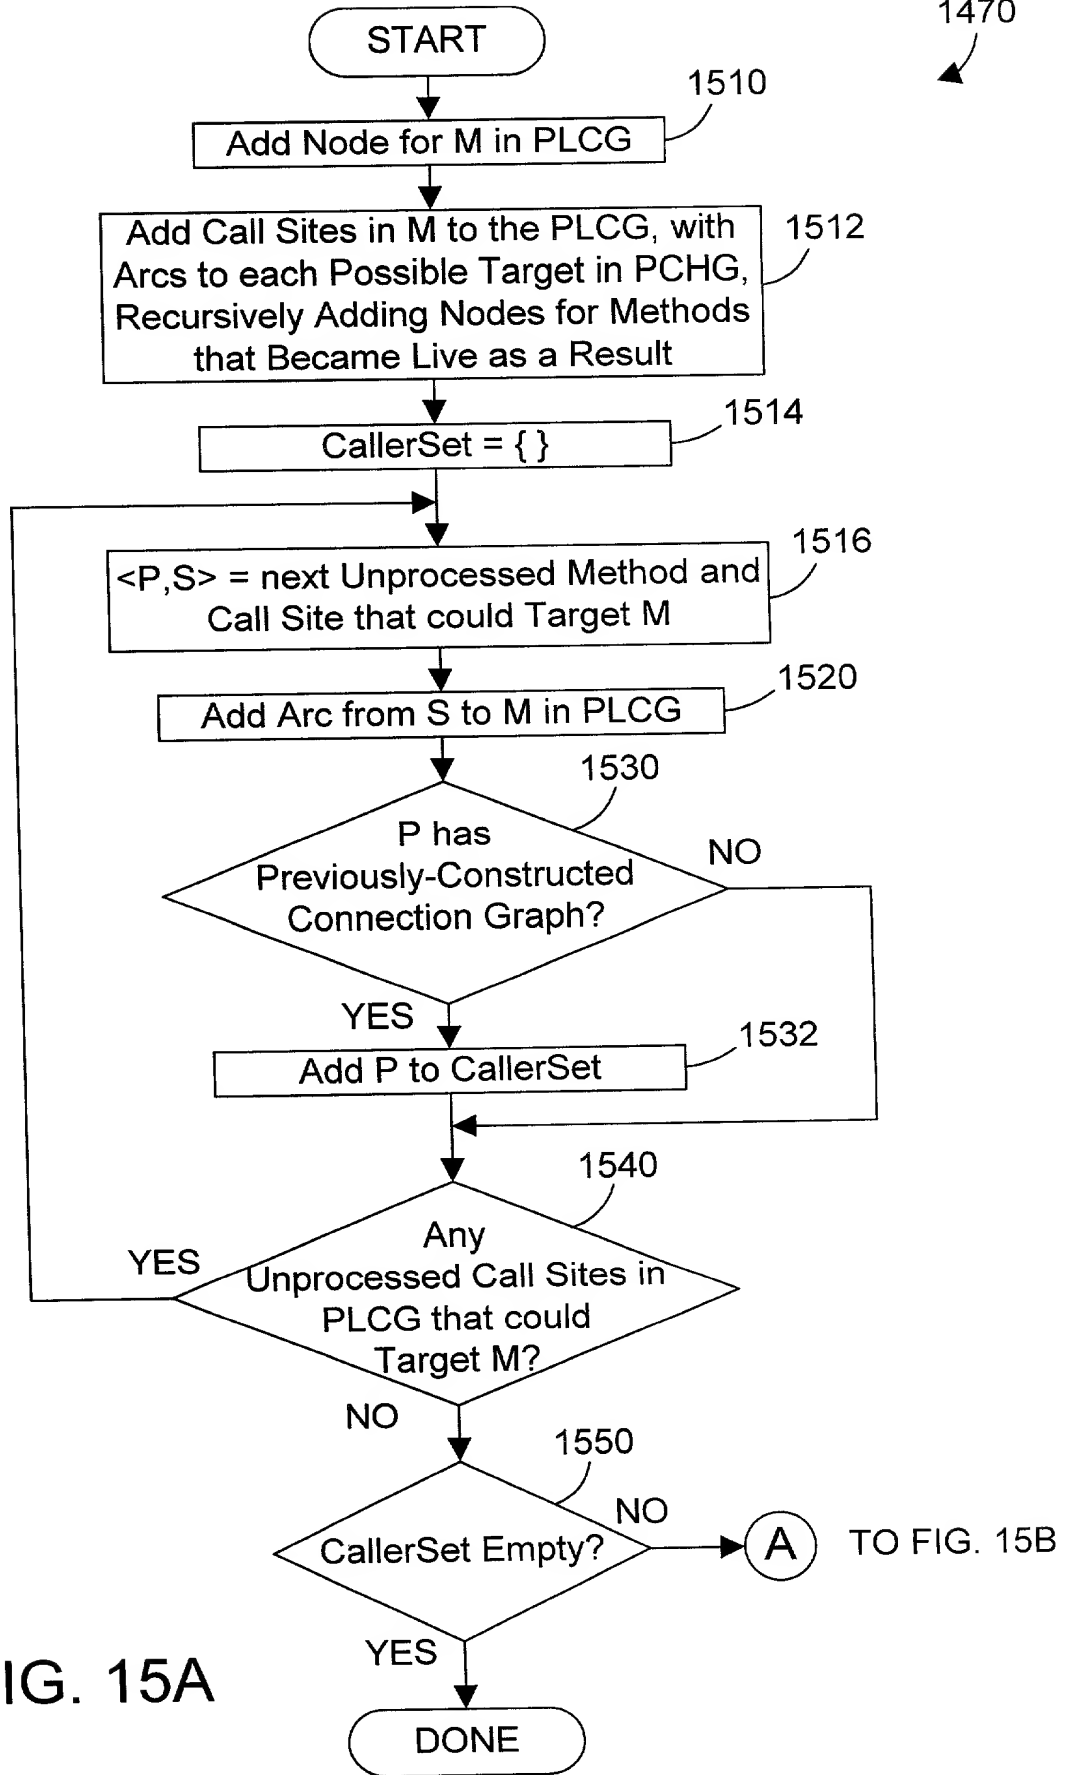 1470
START
1510
Add Node for M in PLCG
1512
Add Call Sites in M to the PLCG, with
Arcs to each Possible Target in PCHG,
Recursively Adding Nodes for Methods
that Became Live as a Result
1514
CallerSet = { }
1516
<P,S> = next Unprocessed Method and
Call Site that could Target M
1520
Add Arc from S to M in PLCG
1530
P has
Previously-Constructed
Connection Graph?
NO
YES
1532
Add P to CallerSet
1540
Any
Unprocessed Call Sites in
PLCG that could
Target M?
YES
NO
1550
CallerSet Empty?
NO
A
TO FIG. 15B
YES
IG. 15A
DONE